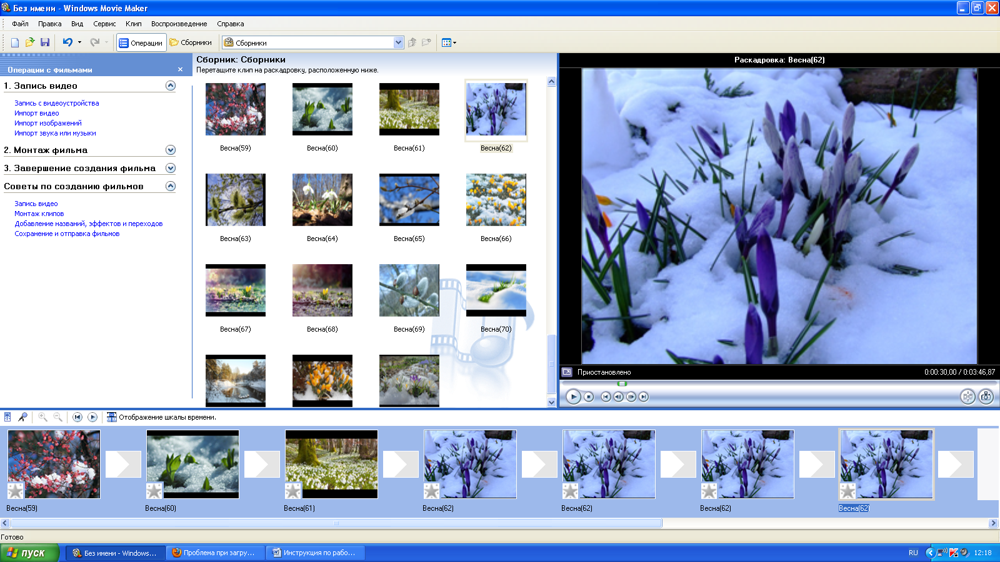 Без имени - Windows Movie Maker
Файл Правка Вид Сервис Клип Воспроизведение Справка
Операции Сборники Сборники
Операции с фильмами
1. Запись видео
Запись с видеоустройства
Импорт видео
Импорт изображений
Импорт звука или музыки
2. Монтаж фильма
3. Завершение создания фильма
Советы по созданию фильмов
Запись видео
Монтаж клипов
Добавление названий, эффектов и переходов
Сохранение и отправка фильмов
Сборник: Сборники
Перетащите клип на раскадровку, расположенную ниже.
Весна(59) Весна(60) Весна(61) Весна(62)
Весна(63) Весна(64) Весна(65) Весна(66)
Весна(67) Весна(68) Весна(69) Весна(70)
Раскадровка: Весна(62)
Приостановлено 0:00:30,00 / 0:03:46,87
Отображение шкалы времени.
Весна(59) Весна(60) Весна(61) Весна(62) Весна(62) Весна(62) Весна(62)
Готово
пуск Без имени - Windows... Проблема при загру... Инструкция по рабо... RU 12:18